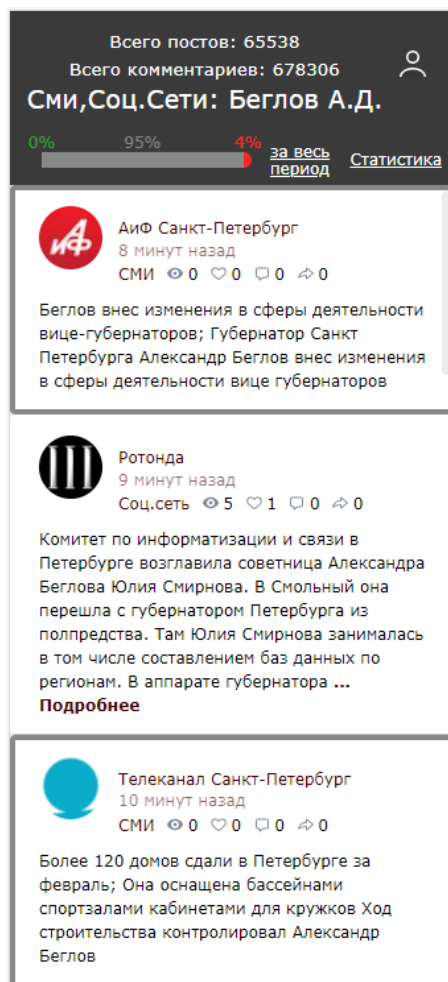 Всего постов: 65538
Всего комментариев: 678306
Сми,Соц.Сети: Беглов А.Д.
0% 95% 4% за весь период Статистика
АиФ
АиФ Санкт-Петербург
8 минут назад
СМИ 0 0 0 0
Беглов внес изменения в сферы деятельности
вице-губернаторов; Губернатор Санкт
Петербурга Александр Беглов внес изменения
в сферы деятельности вице губернаторов
Ротонда
9 минут назад
Соц.сеть 5 1 0 0
Комитет по информатизации и связи в
Петербурге возглавила советница Александра
Беглова Юлия Смирнова. В Смольный она
перешла с губернатором Петербурга из
полпредства. Там Юлия Смирнова занималась
в том числе составлением баз данных по
регионам. В аппарате губернатора ...
Подробнее
Телеканал Санкт-Петербург
10 минут назад
СМИ 0 0 0 0
Более 120 домов сдали в Петербурге за
февраль; Она оснащена бассейнами
спортзалами кабинетами для кружков Ход
строительства контролировал Александр
Беглов